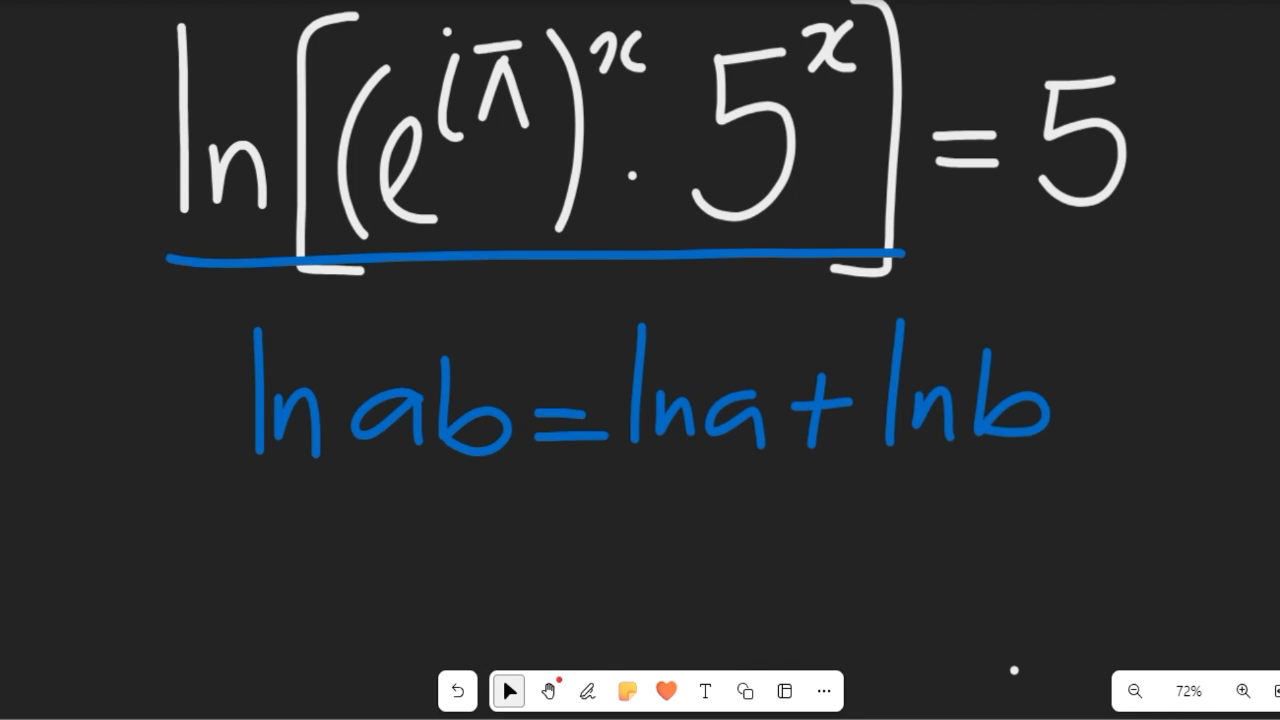 ln[(e^{iπ})^x · 5^x] = 5
ln ab = ln a + ln b
T
72%